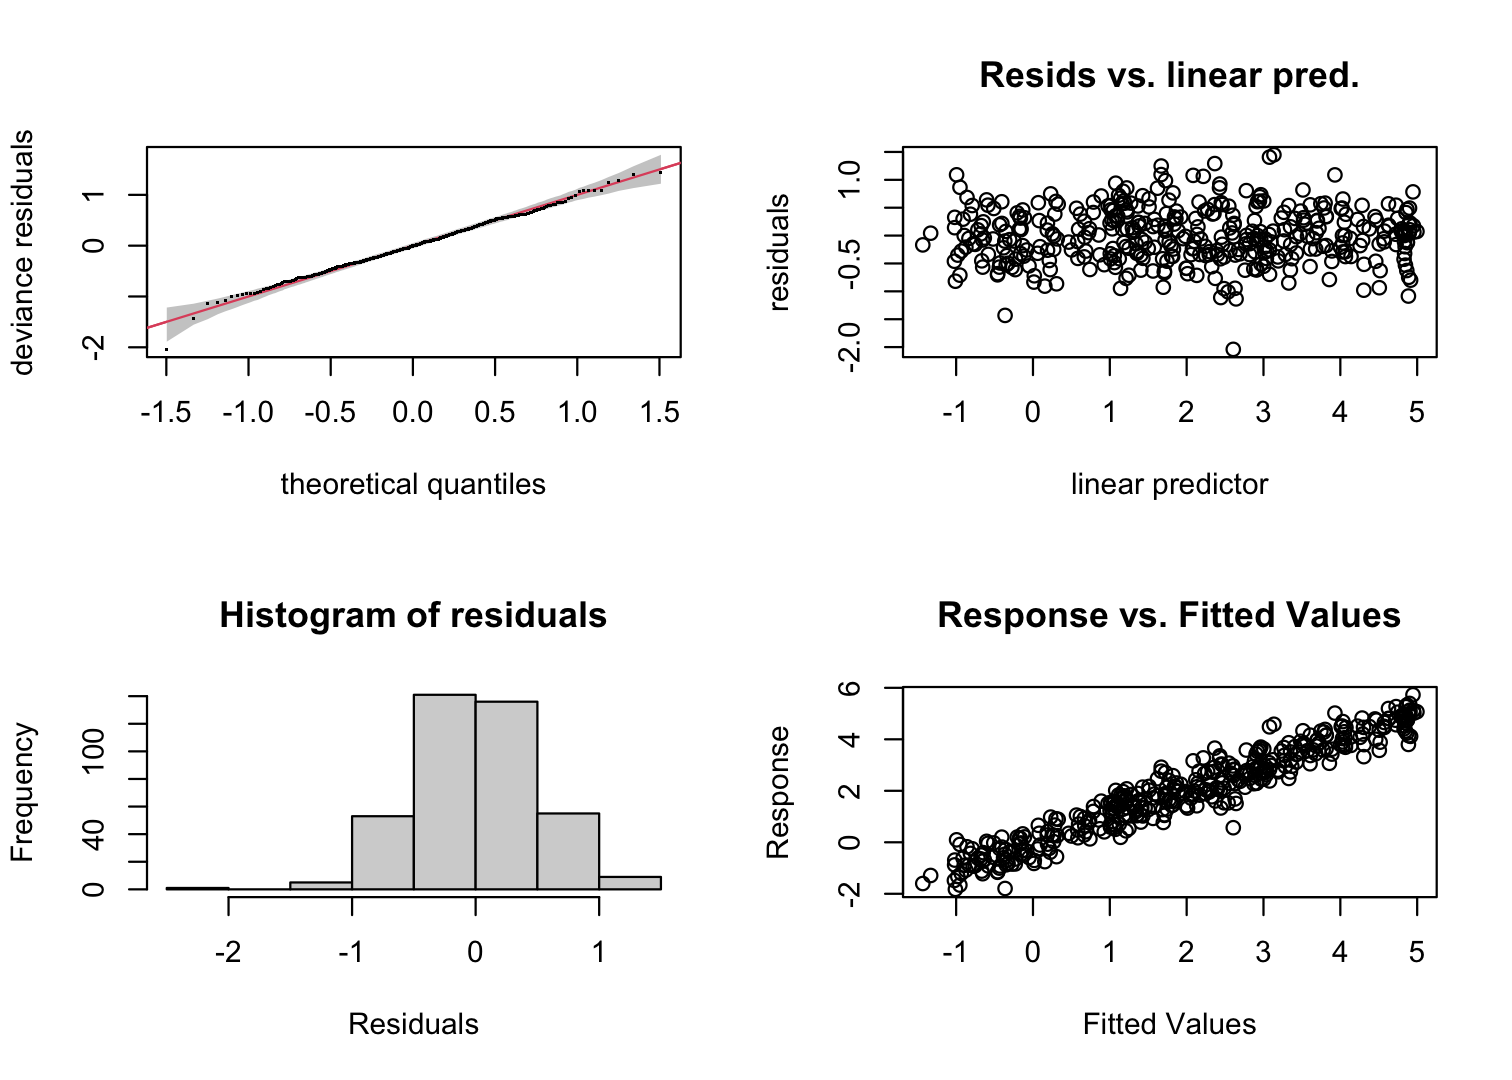 deviance residuals
1
0
-2
-1.5 -1.0 -0.5 0.0 0.5 1.0 1.5
theoretical quantiles
Resids vs. linear pred.
residuals
1.0
-0.5
-2.0
-1 0 1 2 3 4 5
linear predictor
Histogram of residuals
Frequency
100
40
0
-2 -1 0 1
Residuals
Response vs. Fitted Values
Response
6
4
2
0
-2
-1 0 1 2 3 4 5
Fitted Values